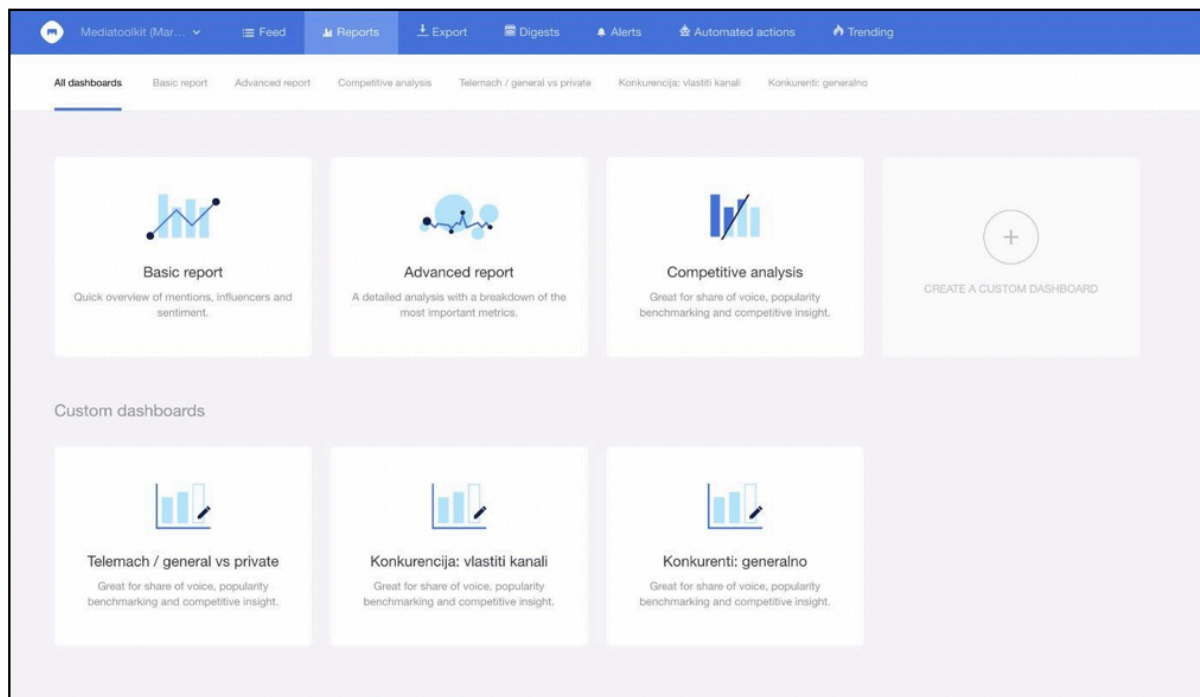 Mediatoolkit (Mar... Feed Reports Export Digests Alerts Automated actions Trending
All dashboards Basic report Advanced report Competitive analysis Telemach / general vs private Konkurencija: vlastiti kanali Konkurenti: generalno
Basic report
Quick overview of mentions, influencers and
sentiment.
Advanced report
A detailed analysis with a breakdown of the
most important metrics.
Competitive analysis
Great for share of voice, popularity
benchmarking and competitive insight.
CREATE A CUSTOM DASHBOARD
Custom dashboards
Telemach / general vs private
Great for share of voice, popularity
benchmarking and competitive insight.
Konkurencija: vlastiti kanali
Great for share of voice, popularity
benchmarking and competitive insight.
Konkurenti: generalno
Great for share of voice, popularity
benchmarking and competitive insight.